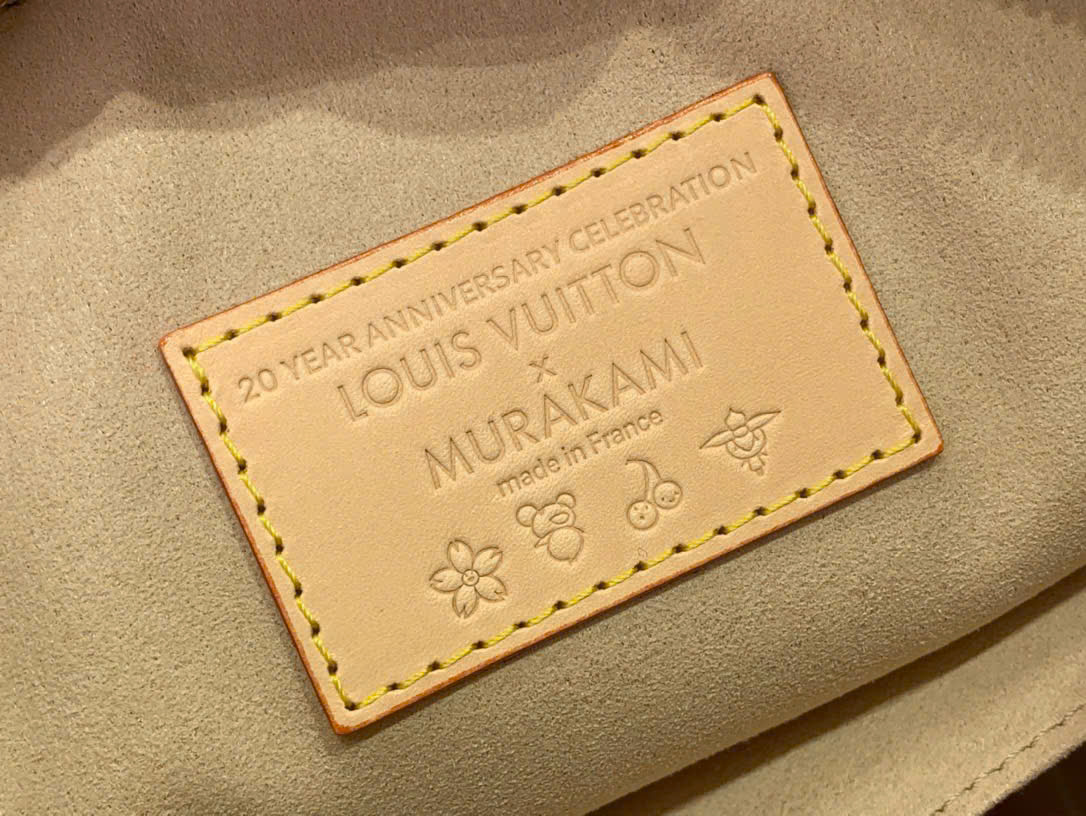 20 YEAR ANNIVERSARY CELEBRATION
LOUIS VUITTON
x
MURAKAMI
made in France